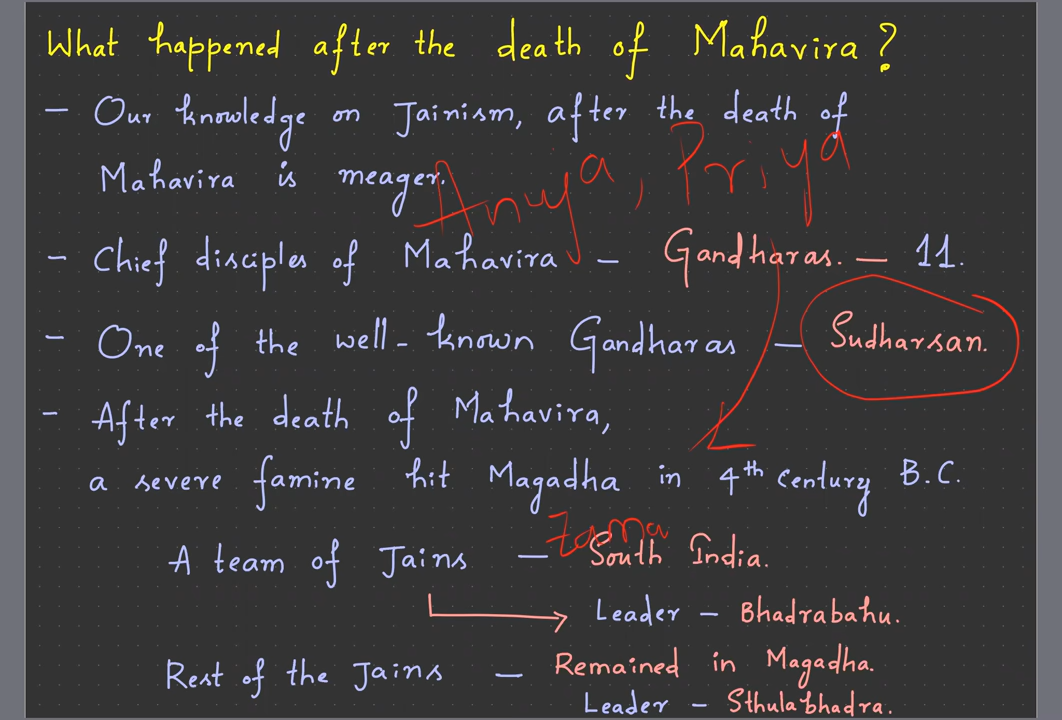 What happened after the death of Mahavira?
- Our knowledge on Jainism, after the death of
Mahavira is meager.
Anuya, Priya
- Chief disciples of Mahavira - Gandharas. - 11.
- One of the well-known Gandharas - Sudharsan.
- After the death of Mahavira,
a severe famine hit Magadha in 4th century B.C.
A team of Jains - South India.
Leader - Bhadrabahu.
Rest of the Jains - Remained in Magadha.
Leader - Sthulabhadra.